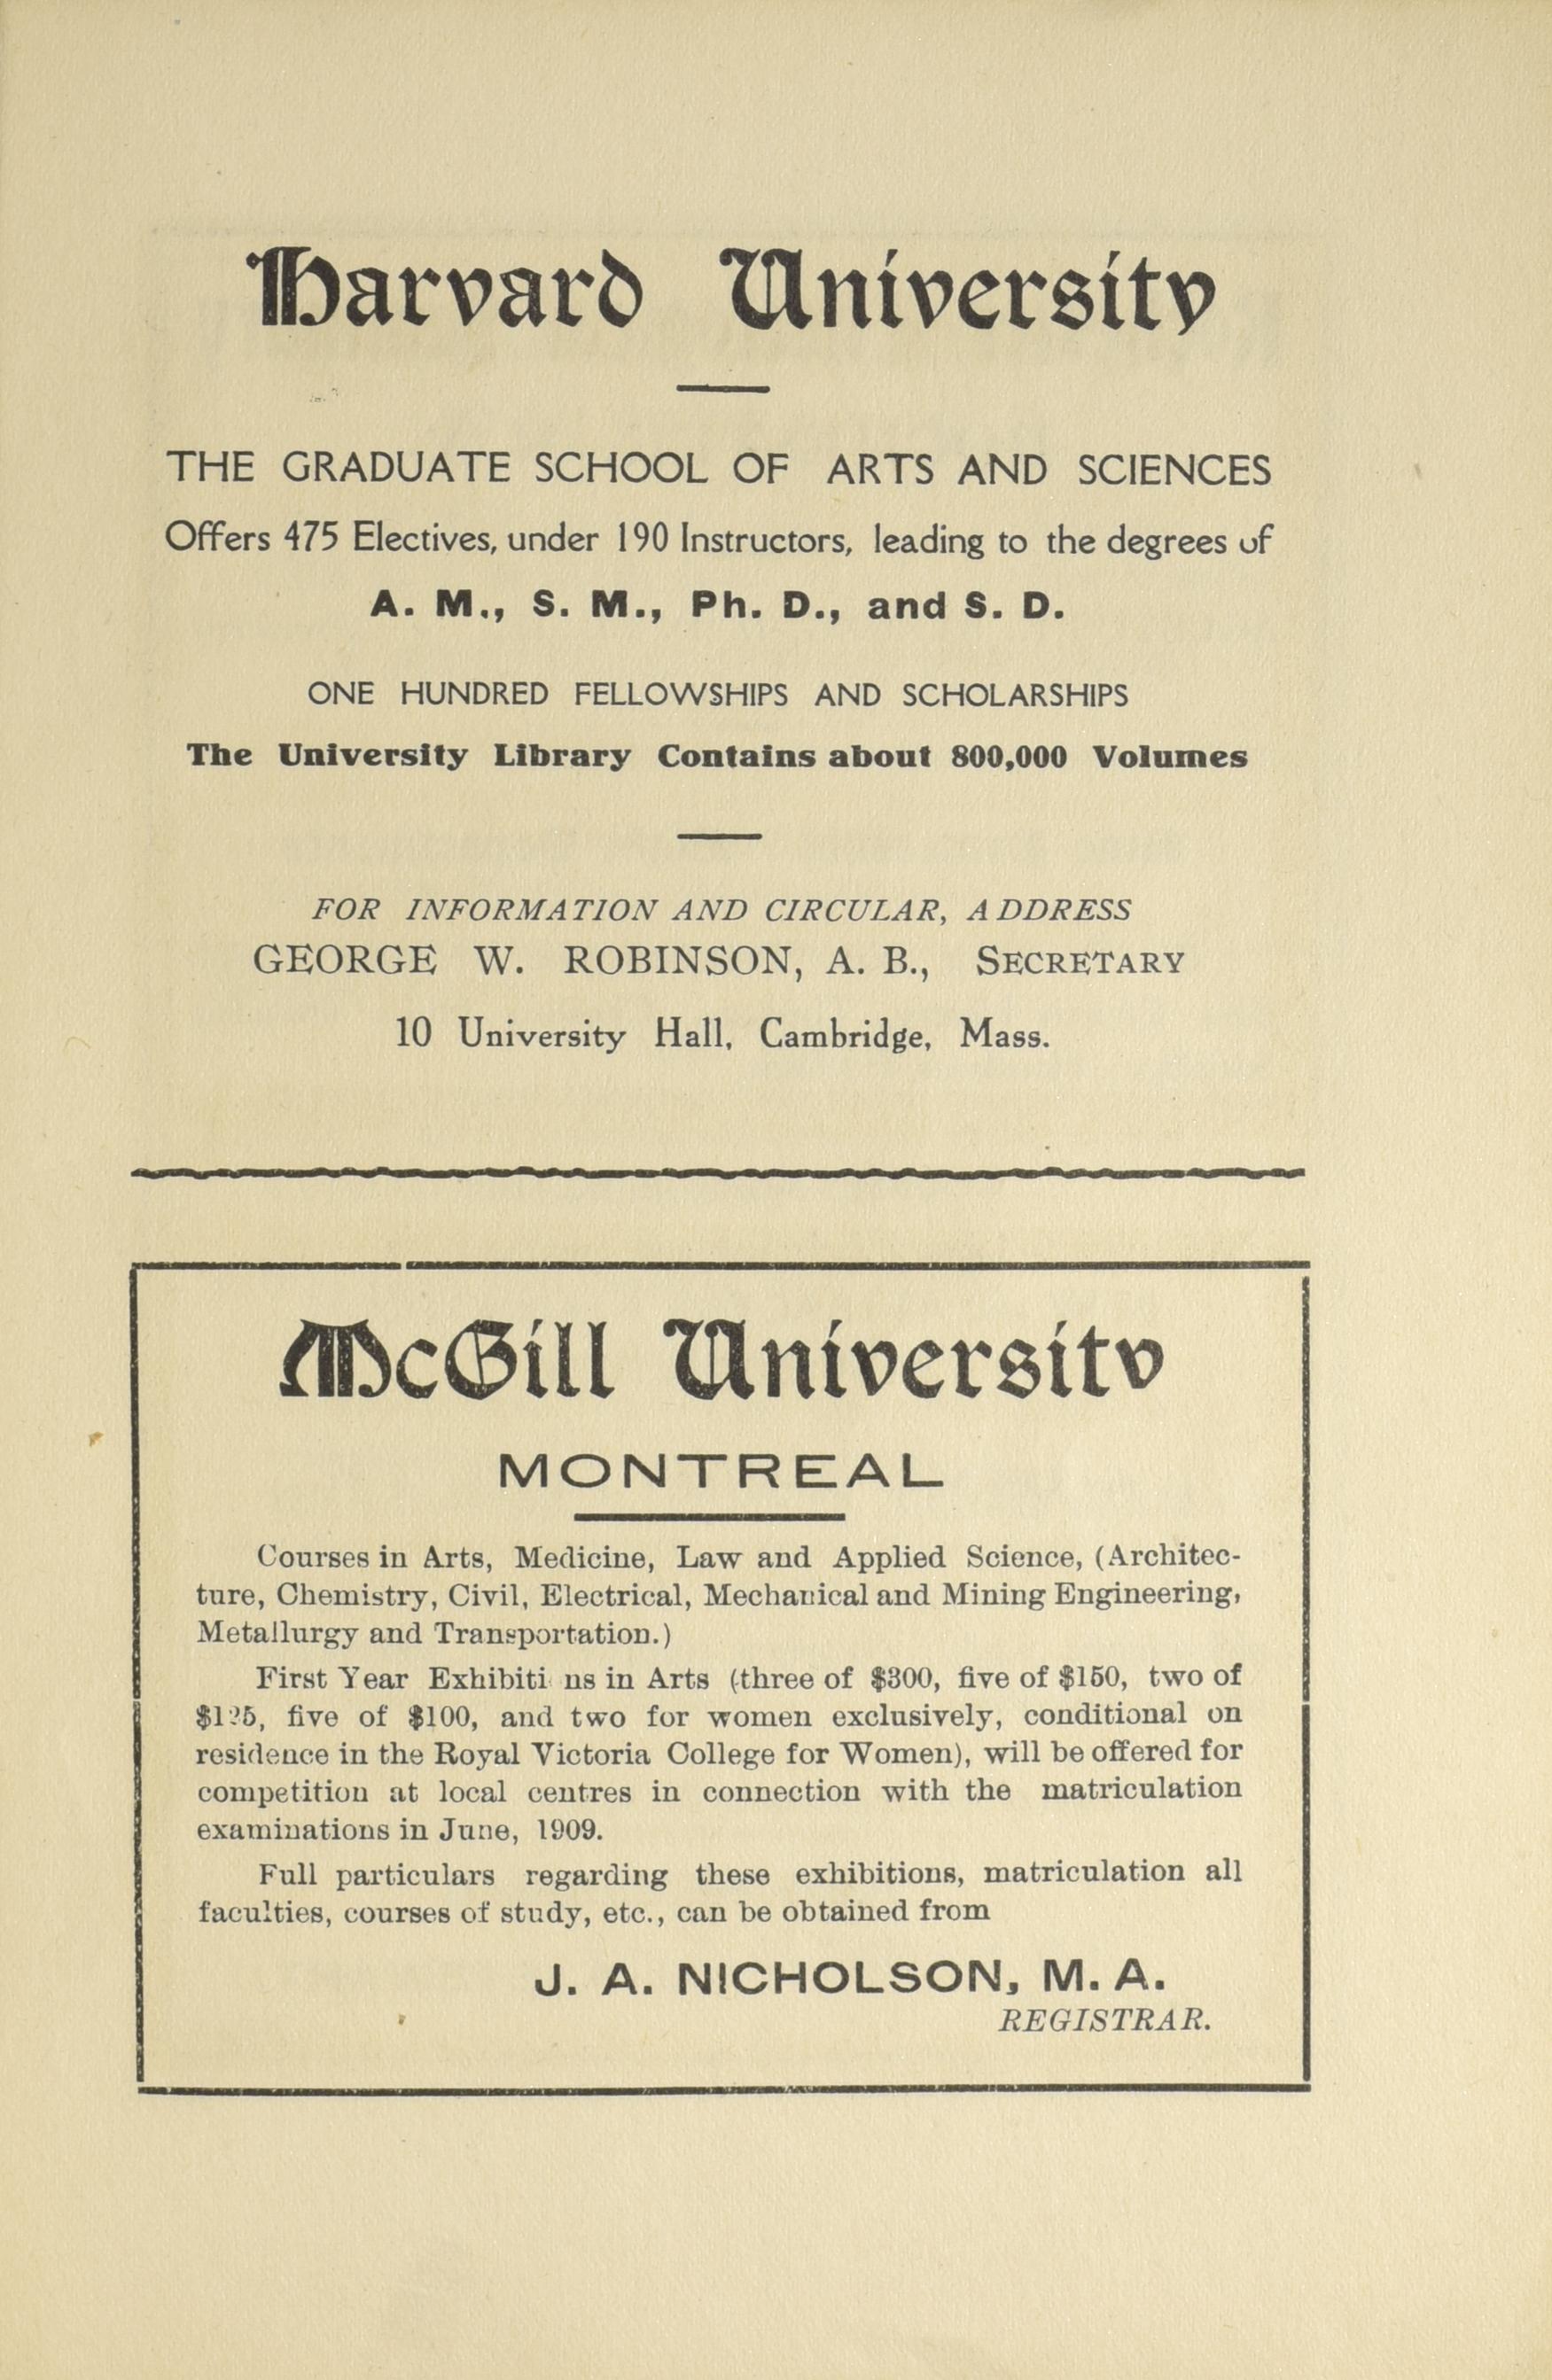 Harvard University
THE GRADUATE SCHOOL OF ARTS AND SCIENCES
Offers 475 Electives, under 190 Instructors, leading to the degrees of
A. M., S. M., Ph. D., and S. D.
ONE HUNDRED FELLOWSHIPS AND SCHOLARSHIPS
The University Library Contains about 800,000 Volumes
FOR INFORMATION AND CIRCULAR, ADDRESS
GEORGE W. ROBINSON, A. B., SECRETARY
10 University Hall, Cambridge, Mass.
McGill University
MONTREAL
Courses in Arts, Medicine, Law and Applied Science, (Architec-
ture, Chemistry, Civil, Electrical, Mechanical and Mining Engineering,
Metallurgy and Transportation.)
First Year Exhibiti ns in Arts (three of $300, five of $150, two of
$125, five of $100, and two for women exclusively, conditional on
residence in the Royal Victoria College for Women), will be offered for
competition at local centres in connection with the matriculation
examinations in June, 1909.
Full particulars regarding these exhibitions, matriculation all
faculties, courses of study, etc., can be obtained from
J. A. NICHOLSON, M. A.
REGISTRAR.